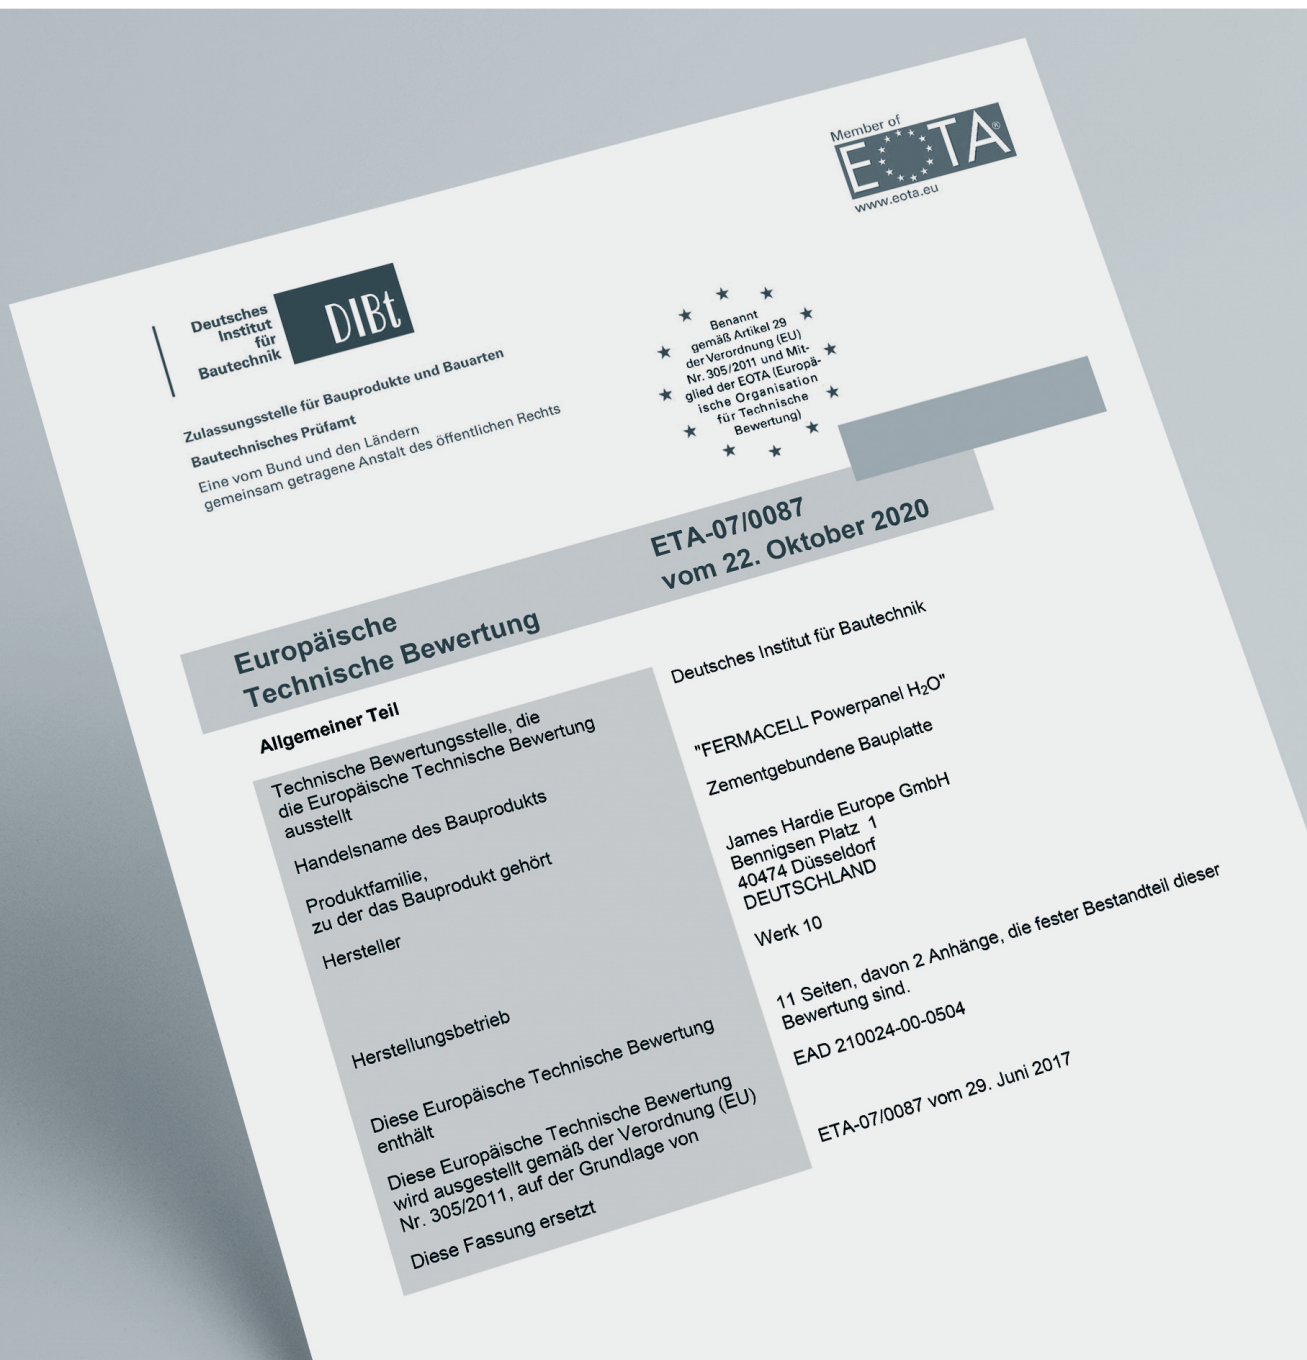 Member of
EOTA®
www.eota.eu
Deutsches
Institut
für
Bautechnik
DIBt
Zulassungsstelle für Bauprodukte und Bauarten
Bautechnisches Prüfamt
Eine vom Bund und den Ländern
gemeinsam getragene Anstalt des öffentlichen Rechts
Benannt
gemäß Artikel 29
der Verordnung (EU)
Nr. 305/2011 und Mit-
glied der EOTA (Europä-
ische Organisation
für Technische
Bewertung)
Europäische
Technische Bewertung
ETA-07/0087
vom 22. Oktober 2020
Allgemeiner Teil
Technische Bewertungsstelle, die
die Europäische Technische Bewertung
ausstellt
Deutsches Institut für Bautechnik
Handelsname des Bauprodukts
"FERMACELL Powerpanel H₂O"
Produktfamilie,
zu der das Bauprodukt gehört
Zementgebundene Bauplatte
Hersteller
James Hardie Europe GmbH
Bennigsen Platz 1
40474 Düsseldorf
DEUTSCHLAND
Herstellungsbetrieb
Werk 10
Diese Europäische Technische Bewertung
enthält
11 Seiten, davon 2 Anhänge, die fester Bestandteil dieser
Bewertung sind.
Diese Europäische Technische Bewertung
wird ausgestellt gemäß der Verordnung (EU)
Nr. 305/2011, auf der Grundlage von
EAD 210024-00-0504
Diese Fassung ersetzt
ETA-07/0087 vom 29. Juni 2017